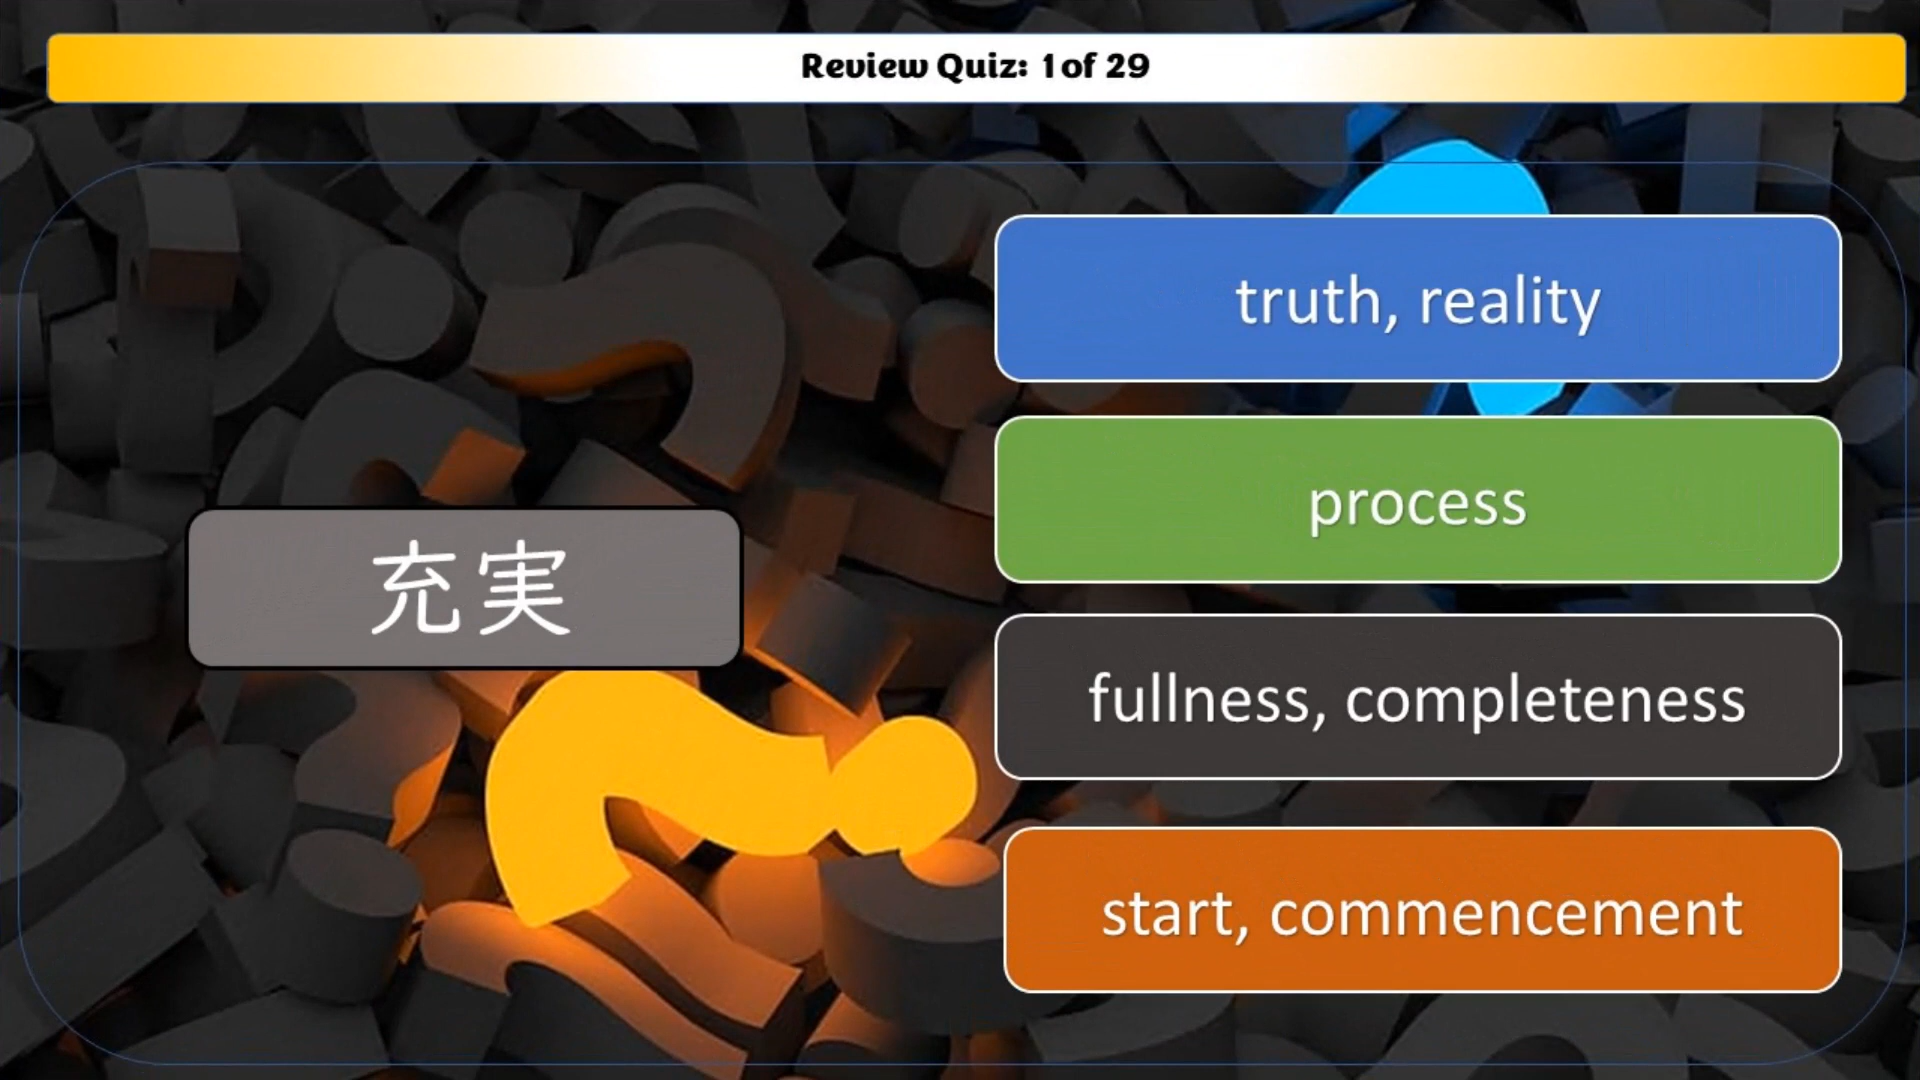 Review Quiz: 1 of 29
充実
truth, reality
process
fullness, completeness
start, commencement